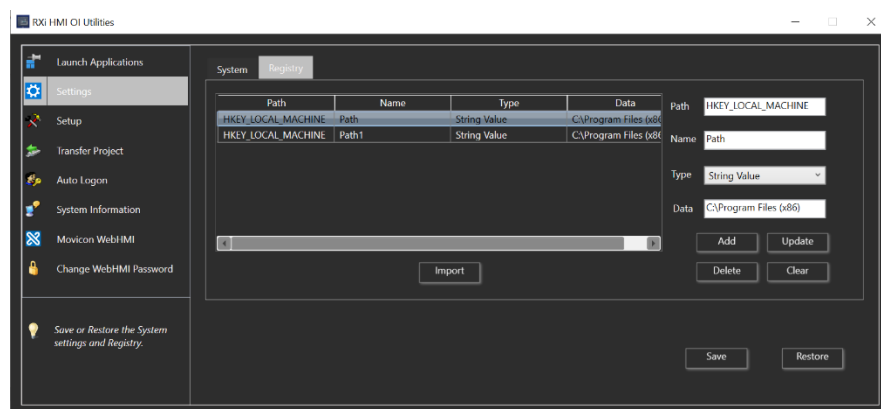 RXi HMI OI Utilities
Launch Applications
Settings
Setup
Transfer Project
Auto Logon
System Information
Movicon WebHMI
Change WebHMI Password
Save or Restore the System
settings and Registry.
System Registry
Path Name Type Data
HKEY_LOCAL_MACHINE Path String Value C:\Program Files (x86
HKEY_LOCAL_MACHINE Path1 String Value C:\Program Files (x86
Import
Path HKEY_LOCAL_MACHINE
Name Path
Type String Value
Data C:\Program Files (x86)
Add Update
Delete Clear
Save Restore